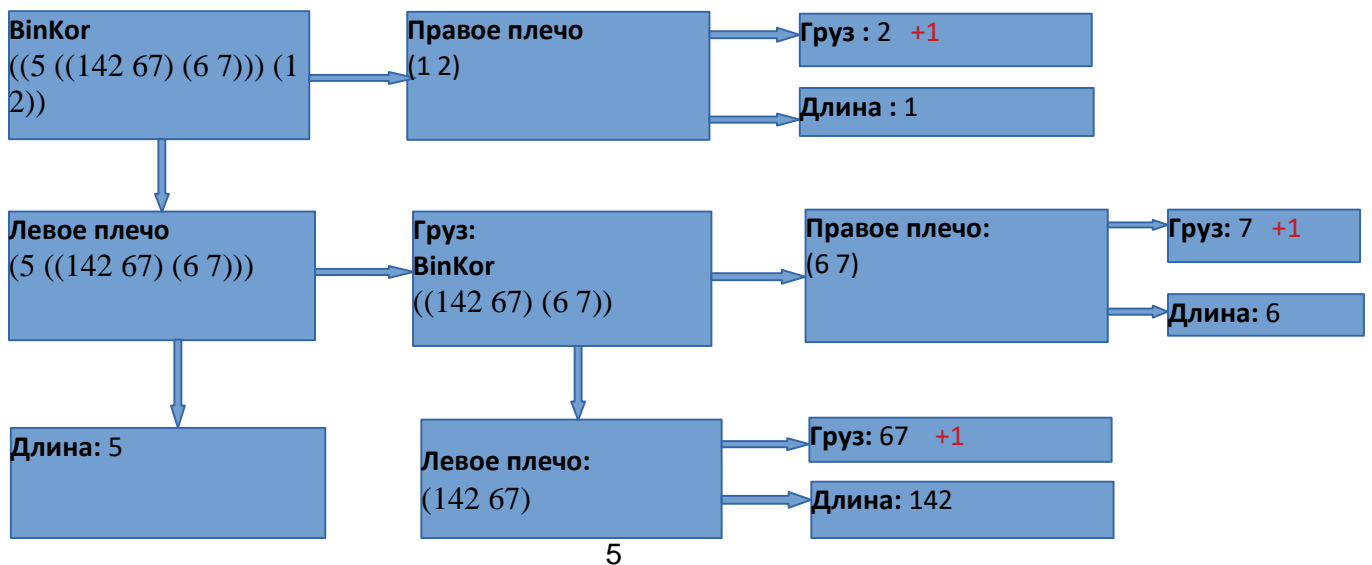 BinKor
((5 ((142 67) (6 7))) (1
2))
Правое плечо
(1 2)
Груз : 2 +1
Длина : 1
Левое плечо
(5 ((142 67) (6 7)))
Груз:
BinKor
((142 67) (6 7))
Правое плечо:
(6 7)
Груз: 7 +1
Длина: 6
Длина: 5
Левое плечо:
(142 67)
Груз: 67 +1
Длина: 142
5